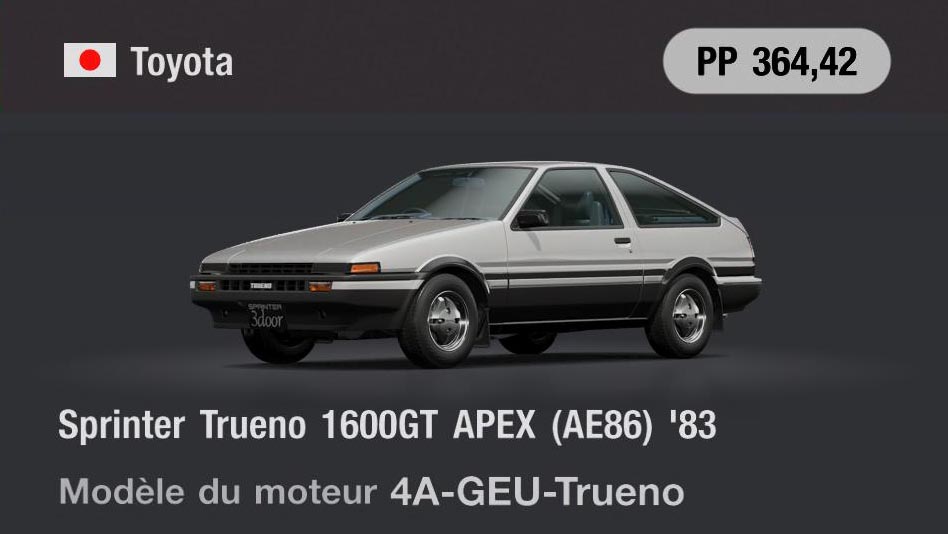 Toyota
PP 364,42
TRUENO
SPRINTER
3door
Sprinter Trueno 1600GT APEX (AE86) '83
Modèle du moteur 4A-GEU-Trueno